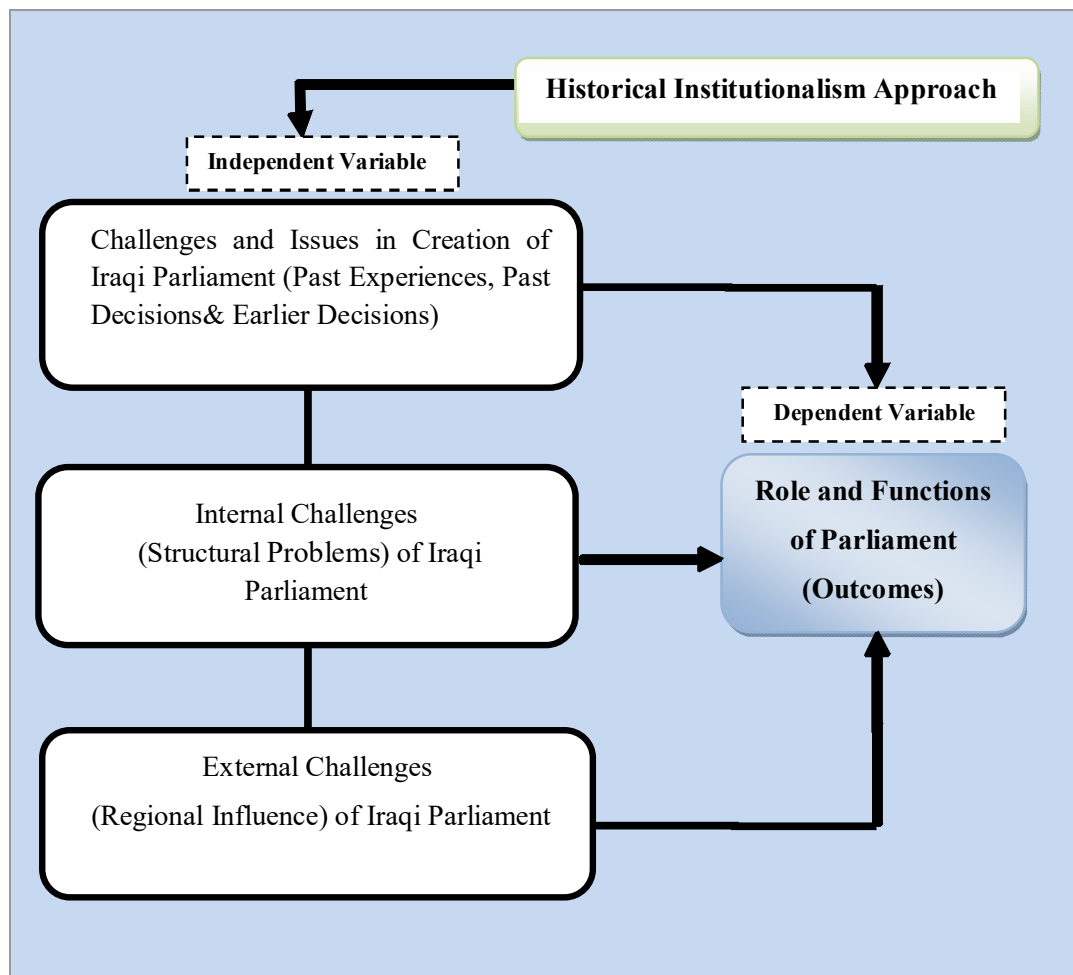 Historical Institutionalism Approach
Independent Variable
Challenges and Issues in Creation of
Iraqi Parliament (Past Experiences, Past
Decisions& Earlier Decisions)
Dependent Variable
Role and Functions
of Parliament
(Outcomes)
Internal Challenges
(Structural Problems) of Iraqi
Parliament
External Challenges
(Regional Influence) of Iraqi Parliament